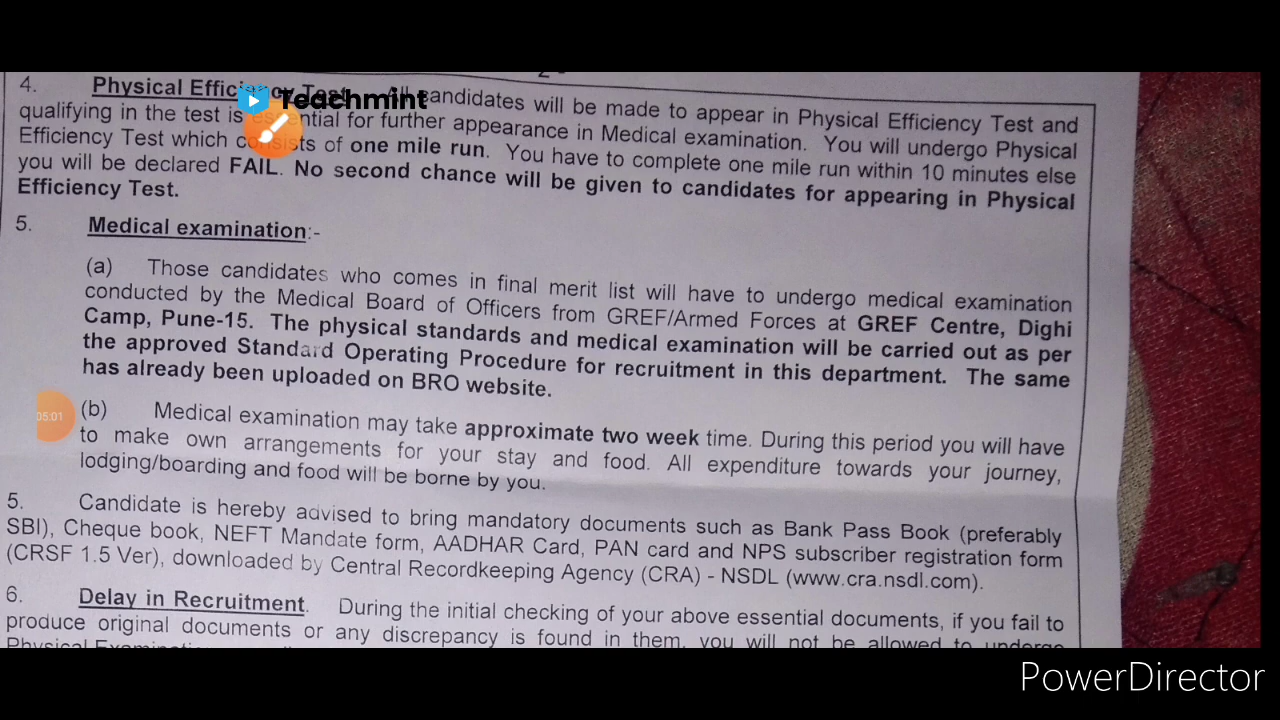 2 -
4. Physical Efficiency Test. All candidates will be made to appear in Physical Efficiency Test and
qualifying in the test is essential for further appearance in Medical examination. You will undergo Physical
Efficiency Test which consists of one mile run. You have to complete one mile run within 10 minutes else
you will be declared FAIL. No second chance will be given to candidates for appearing in Physical
Efficiency Test.
Teachmint
5. Medical examination:-
(a) Those candidates who comes in final merit list will have to undergo medical examination
conducted by the Medical Board of Officers from GREF/Armed Forces at GREF Centre, Dighi
Camp, Pune-15. The physical standards and medical examination will be carried out as per
the approved Standard Operating Procedure for recruitment in this department. The same
has already been uploaded on BRO website.
05:01
(b) Medical examination may take approximate two week time. During this period you will have
to make own arrangements for your stay and food. All expenditure towards your journey,
lodging/boarding and food will be borne by you.
5. Candidate is hereby advised to bring mandatory documents such as Bank Pass Book (preferably
SBI), Cheque book, NEFT Mandate form, AADHAR Card, PAN card and NPS subscriber registration form
(CRSF 1.5 Ver), downloaded by Central Recordkeeping Agency (CRA) - NSDL (www.cra.nsdl.com).
6. Delay in Recruitment. During the initial checking of your above essential documents, if you fail to
produce original documents or any discrepancy is found in them, you will not be allowed to undergo
Physical
PowerDirector